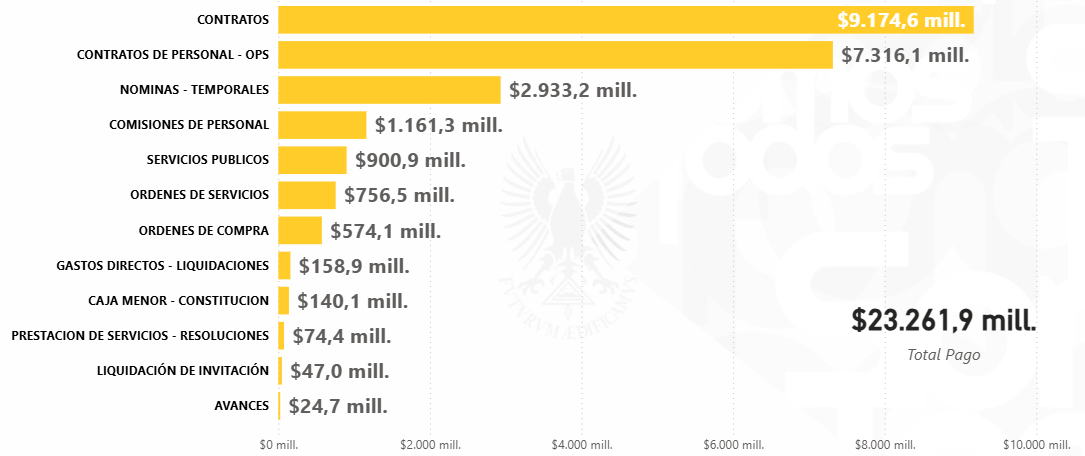 CONTRATOS $9.174,6 mill.
CONTRATOS DE PERSONAL - OPS $7.316,1 mill.
NOMINAS - TEMPORALES $2.933,2 mill.
COMISIONES DE PERSONAL $1.161,3 mill.
SERVICIOS PUBLICOS $900,9 mill.
ORDENES DE SERVICIOS $756,5 mill.
ORDENES DE COMPRA $574,1 mill.
GASTOS DIRECTOS - LIQUIDACIONES $158,9 mill.
CAJA MENOR - CONSTITUCION $140,1 mill.
PRESTACION DE SERVICIOS - RESOLUCIONES $74,4 mill.
LIQUIDACIÓN DE INVITACIÓN $47,0 mill.
AVANCES $24,7 mill.
$23.261,9 mill.
Total Pago
$0 mill. $2.000 mill. $4.000 mill. $6.000 mill. $8.000 mill. $10.000 mill.